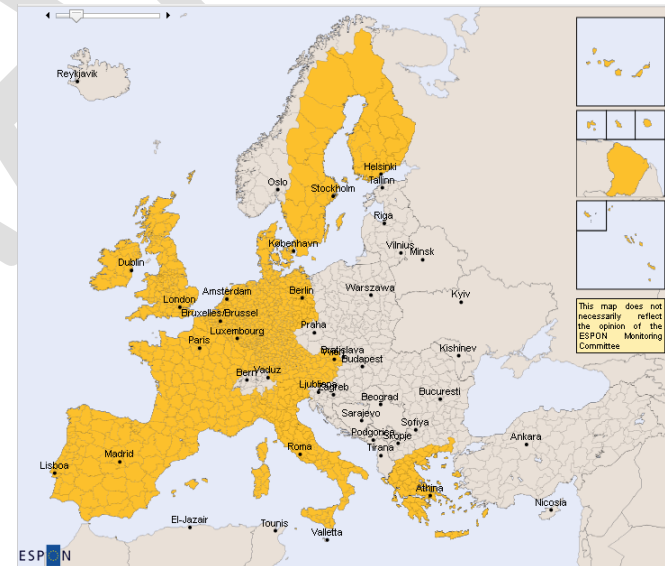 Reykjavik
Helsinki
Oslo
Tallinn
Stockholm
Riga
København
Vilnius
Minsk
Dublin
Amsterdam
Berlin
Warszawa
Kyiv
London
Bruxelles/Brussel
Luxembourg
Praha
Paris
Bratislava
Wien
Kishinev
Bern
Vaduz
Budapest
Ljubljana
Zagreb
Beograd
Bucuresti
Sarajevo
Sofiya
Podgorica
Skopje
Roma
Tirana
Ankara
Madrid
Lisboa
Athina
Nicosia
El-Jazair
Tounis
Valletta
This map does not
necessarily reflect
the opinion of the
ESPON Monitoring
Committee
ESPON